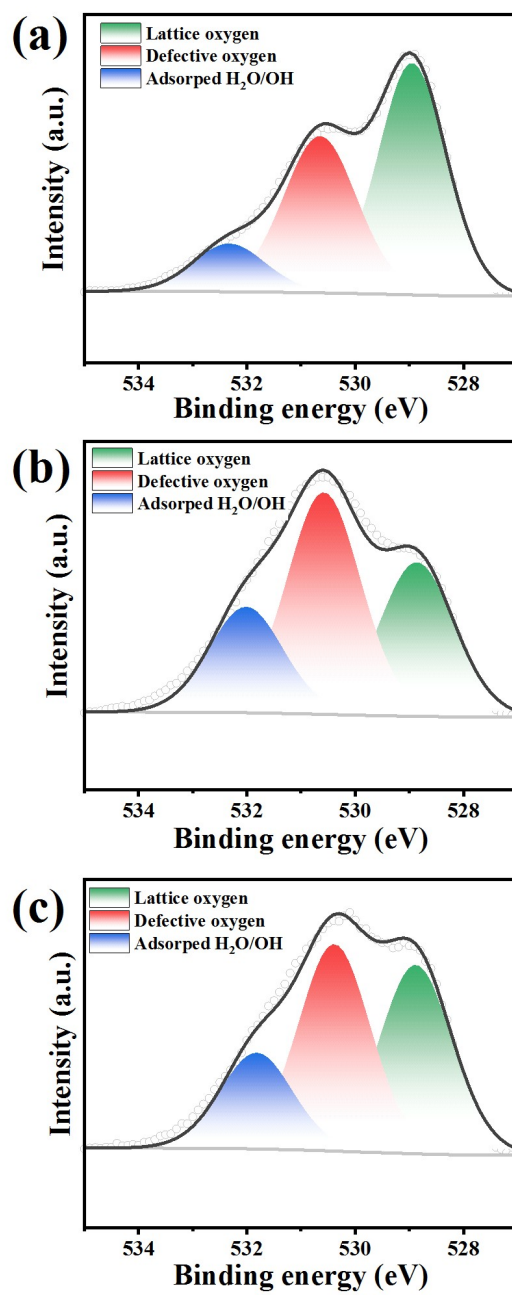 (a)
Lattice oxygen
Defective oxygen
Adsorped H₂O/OH
Intensity (a.u.)
534 532 530 528
Binding energy (eV)
(b)
Lattice oxygen
Defective oxygen
Adsorped H₂O/OH
Intensity (a.u.)
534 532 530 528
Binding energy (eV)
(c)
Lattice oxygen
Defective oxygen
Adsorped H₂O/OH
Intensity (a.u.)
534 532 530 528
Binding energy (eV)